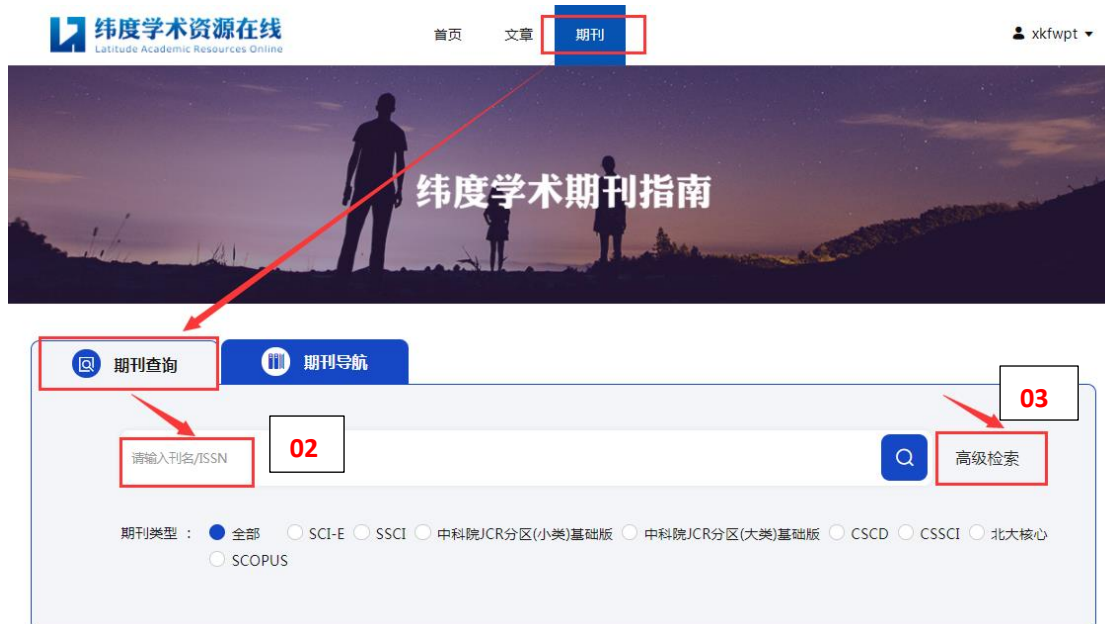 纬度学术资源在线
Latitude Academic Resources Online
首页 文章 期刊 xkfwpt
纬度学术期刊指南
期刊查询 期刊导航
03
02
请输入刊名/ISSN 高级检索
期刊类型 : 全部 SCI-E SSCI 中科院JCR分区(小类)基础版 中科院JCR分区(大类)基础版 CSCD CSSCI 北大核心
SCOPUS